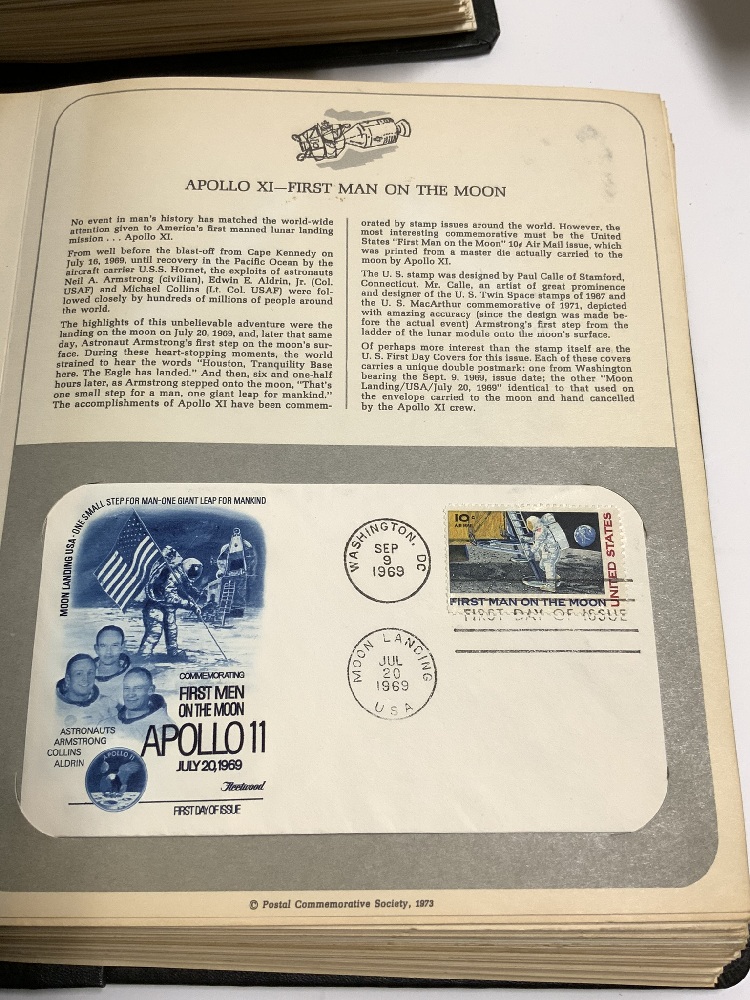 APOLLO XI—FIRST MAN ON THE MOON
No event in man's history has matched the world-wide
attention given to America's first manned lunar landing
mission . . . Apollo XI.
From well before the blast-off from Cape Kennedy on
July 16, 1969, until recovery in the Pacific Ocean by the
aircraft carrier U.S.S. Hornet, the exploits of astronauts
Neil A. Armstrong (civilian), Edwin E. Aldrin, Jr. (Col.
USAF) and Michael Collins (Lt. Col. USAF) were fol-
lowed closely by hundreds of millions of people around
the world.
The highlights of this unbelievable adventure were the
landing on the moon on July 20, 1969, and, later that same
day, Astronaut Armstrong's first step on the moon's sur-
face. During these heart-stopping moments, the world
strained to hear the words "Houston, Tranquility Base
here. The Eagle has landed." And then, six and one-half
hours later, as Armstrong stepped onto the moon, "That's
one small step for a man, one giant leap for mankind."
The accomplishments of Apollo XI have been commem-
orated by stamp issues around the world. However, the
most interesting commemorative must be the United
States "First Man on the Moon" 10¢ Air Mail issue, which
was printed from a master die actually carried to the
moon by Apollo XI.
The U. S. stamp was designed by Paul Calle of Stamford,
Connecticut. Mr. Calle, an artist of great prominence
and designer of the U. S. Twin Space stamps of 1967 and
the U. S. MacArthur commemorative of 1971, depicted
with amazing accuracy (since the design was made be-
fore the actual event) Armstrong's first step from the
ladder of the lunar module onto the moon's surface.
Of perhaps more interest than the stamp itself are the
U. S. First Day Covers for this issue. Each of these covers
carries a unique double postmark: one from Washington
bearing the Sept. 9, 1969, issue date; the other "Moon
Landing/USA/July 20, 1969" identical to that used on
the envelope carried to the moon and hand cancelled
by the Apollo XI crew.
MOON LANDING USA·ONE SMALL STEP FOR MAN-ONE GIANT LEAP FOR MANKIND
COMMEMORATING
FIRST MEN
ON THE MOON
APOLLO 11
JULY 20, 1969
ASTRONAUTS
ARMSTRONG
COLLINS
ALDRIN
APOLLO 11
Fleetwood
FIRST DAY OF ISSUE
WASHINGTON, DC
SEP
9
1969
MOON LANDING
JUL
20
1969
USA
10¢
AIR MAIL
UNITED STATES
FIRST MAN ON THE MOON
FIRST DAY OF ISSUE
© Postal Commemorative Society, 1973